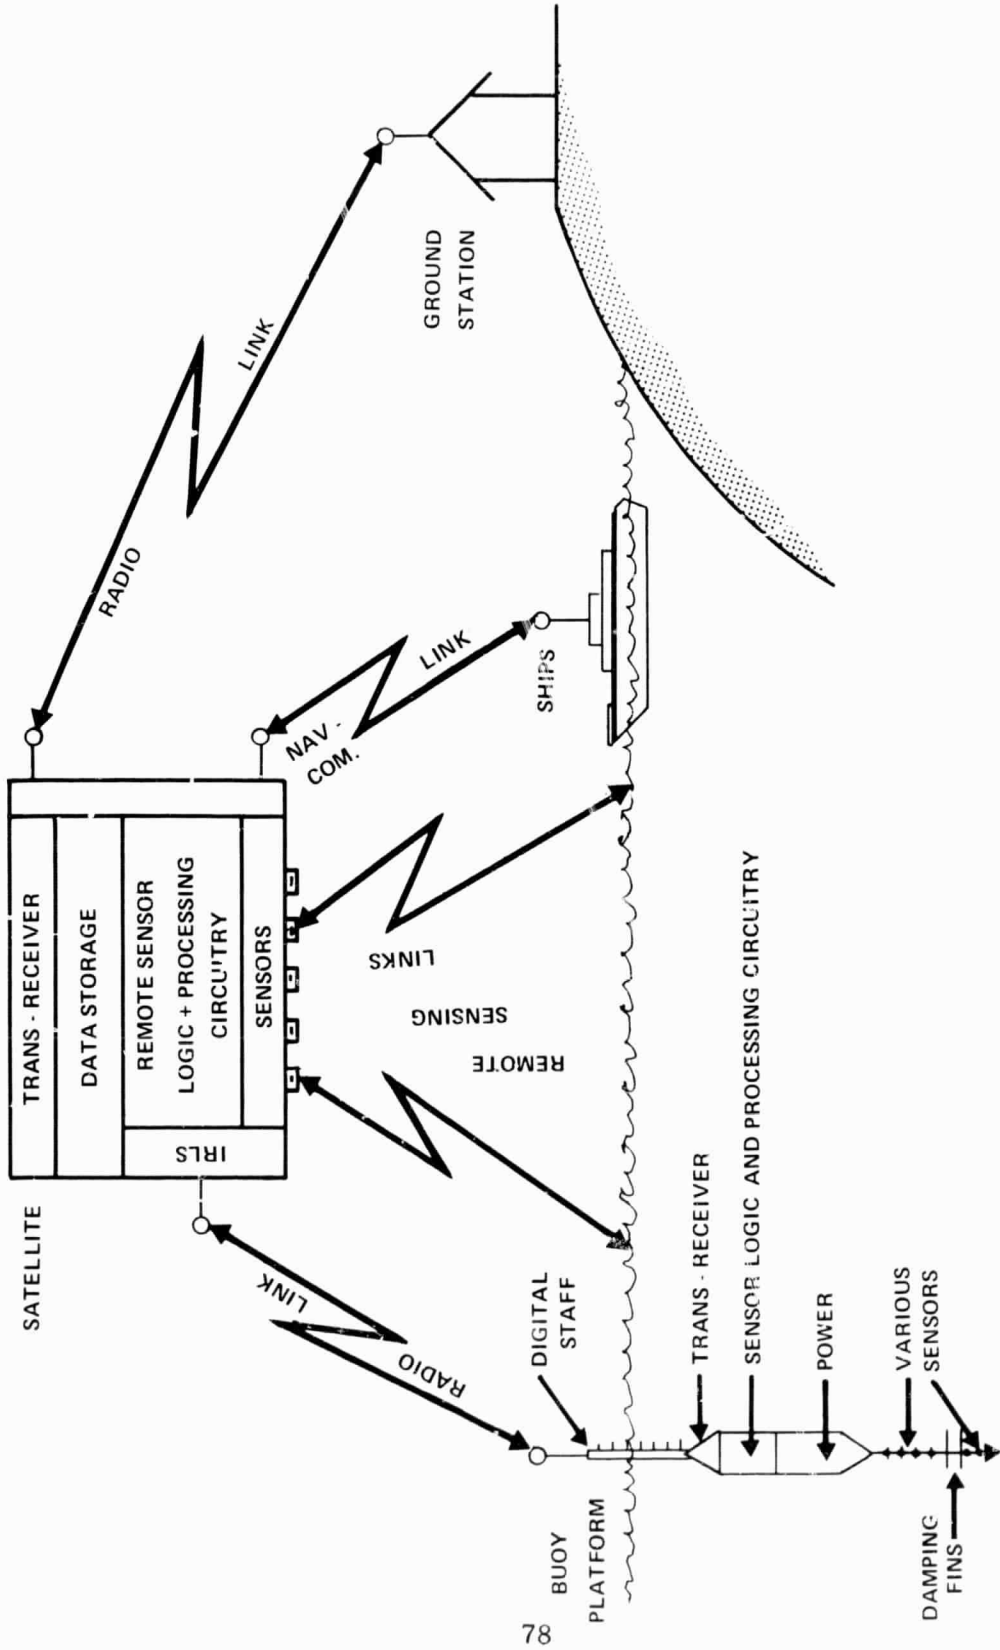 SATELLITE
TRANS - RECEIVER
DATA STORAGE
REMOTE SENSOR
LOGIC + PROCESSING
CIRCUITRY
SENSORS
IRLS
RADIO
LINK
RADIO
LINK
NAV -
COM.
LINK
REMOTE
SENSING
LINKS
GROUND
STATION
SHIPS
BUOY
PLATFORM
DIGITAL
STAFF
TRANS - RECEIVER
SENSOR LOGIC AND PROCESSING CIRCUITRY
POWER
VARIOUS
SENSORS
DAMPING
FINS
78